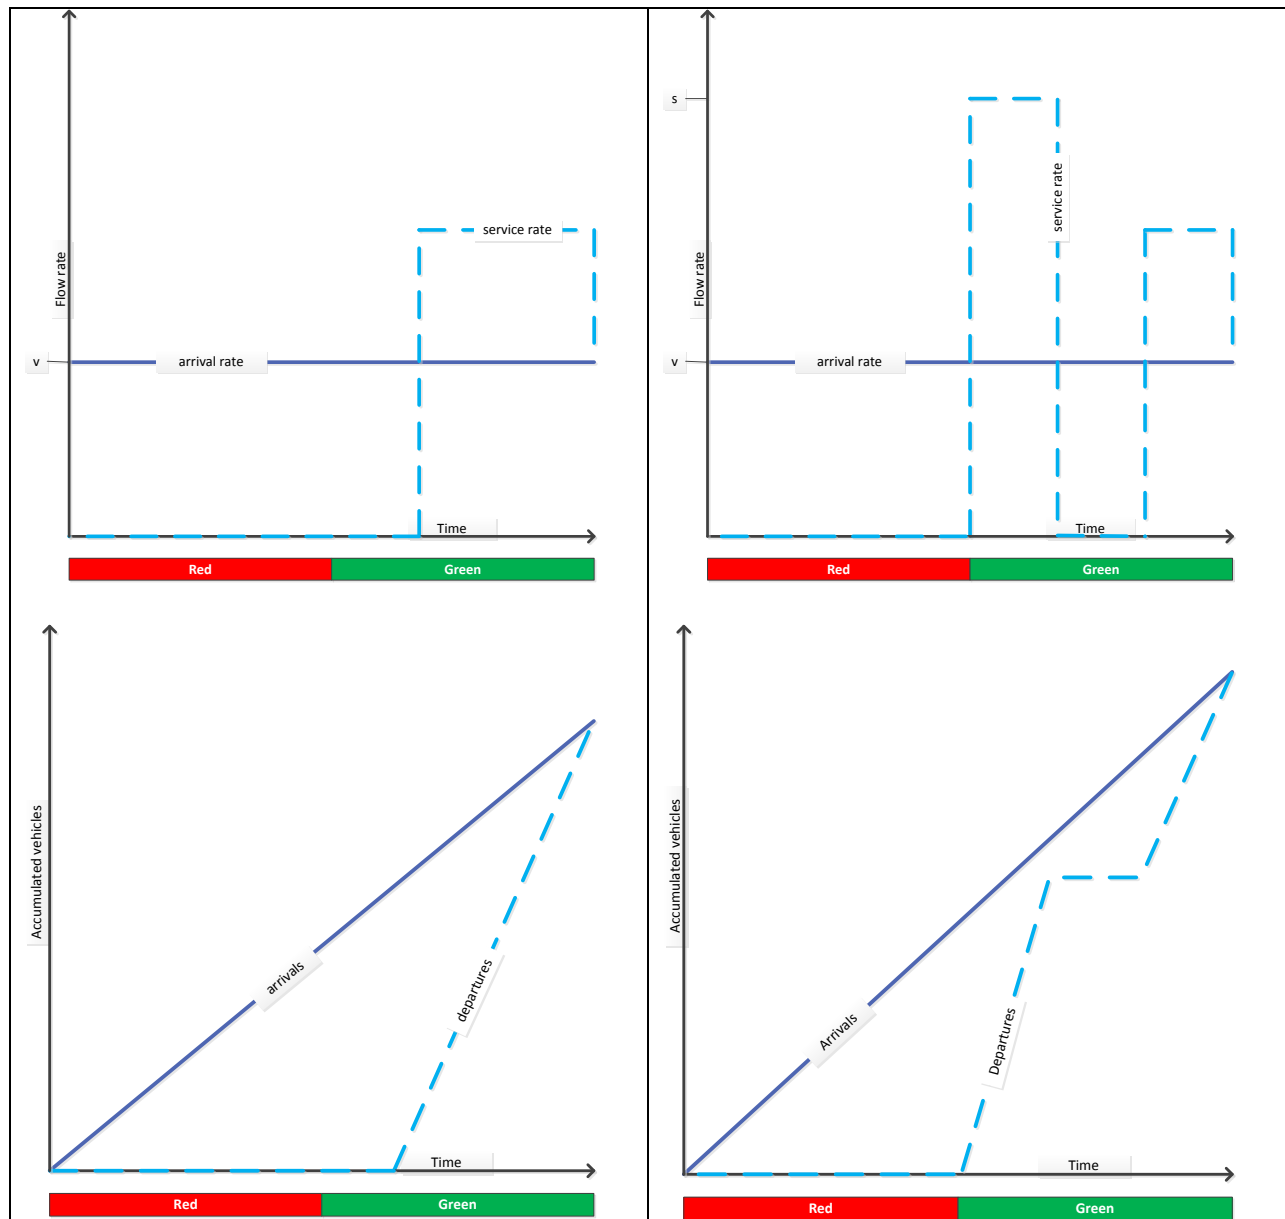 Flow rate
service rate
v
arrival rate
Time
Red
Green
s
Flow rate
service rate
v
arrival rate
Time
Red
Green
Accumulated vehicles
arrivals
departures
Time
Red
Green
Accumulated vehicles
Arrivals
Departures
Time
Red
Green